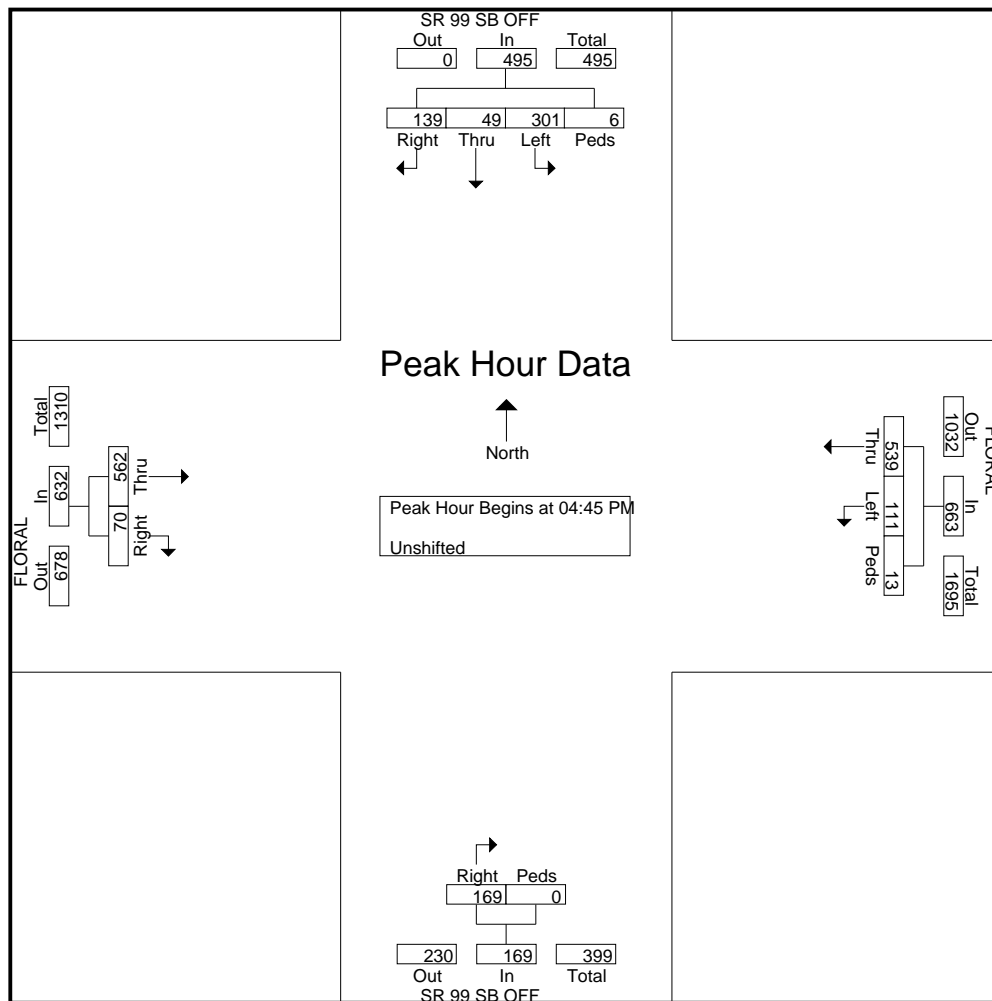 SR 99 SB OFF
Out In Total
0 495 495
139 49 301 6
Right Thru Left Peds
Peak Hour Data
North
Peak Hour Begins at 04:45 PM
Unshifted
FLORAL
Out In Total
678 632 1310
562 70
Thru Right
FLORAL
Out In Total
1032 663 1695
539 111 13
Thru Left Peds
Right Peds
169 0
230 169 399
Out In Total
SR 99 SB OFF